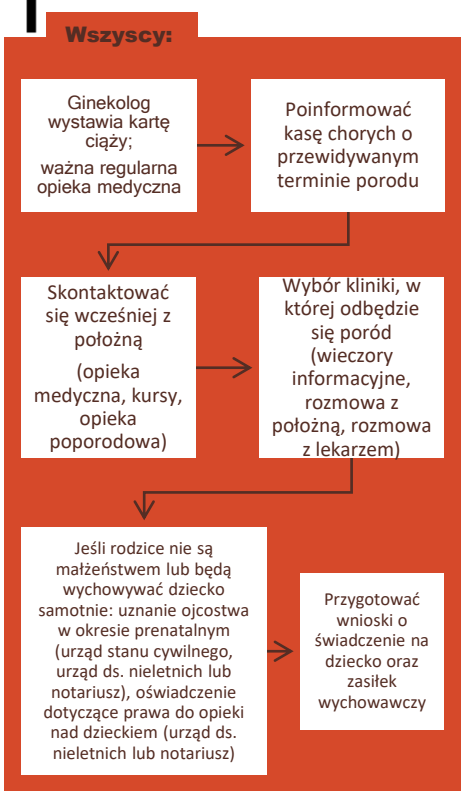 Wszyscy:
Ginekolog
wystawia kartę
ciąży;
ważna regularna
opieka medyczna
Poinformować
kasę chorych o
przewidywanym
terminie porodu
Skontaktować
się wcześniej z
położną
(opieka
medyczna, kursy,
opieka
poporodowa)
Wybór kliniki, w
której odbędzie
się poród
(wieczory
informacyjne,
rozmowa z
położną, rozmowa
z lekarzem)
Jeśli rodzice nie są
małżeństwem lub będą
wychowywać dziecko
samotnie: uznanie ojcostwa
w okresie prenatalnym
(urząd stanu cywilnego,
urząd ds. nieletnich lub
notariusz), oświadczenie
dotyczące prawa do opieki
nad dzieckiem (urząd ds.
nieletnich lub notariusz)
Przygotować
wnioski o
świadczenie na
dziecko oraz
zasiłek
wychowawczy